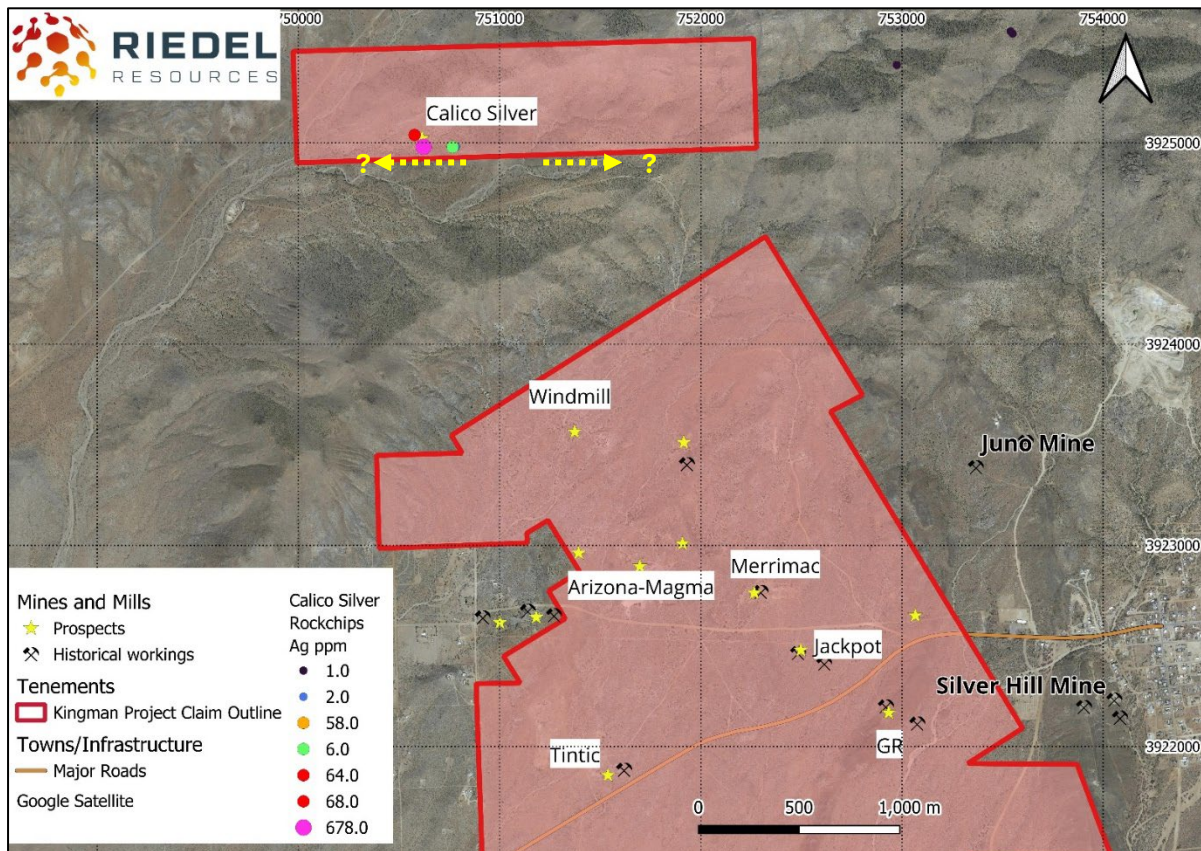 RIEDEL
RESOURCES
750000
751000
752000
753000
754000
Calico Silver
3925000
?
?
3924000
Windmill
Juno Mine
3923000
Merrimac
Arizona-Magma
Jackpot
Silver Hill Mine
GR
3922000
Tintic
0
500
1,000 m
Mines and Mills
Prospects
Historical workings
Tenements
Kingman Project Claim Outline
Towns/Infrastructure
Major Roads
Google Satellite
Calico Silver
Rockchips
Ag ppm
1.0
2.0
58.0
6.0
64.0
68.0
678.0